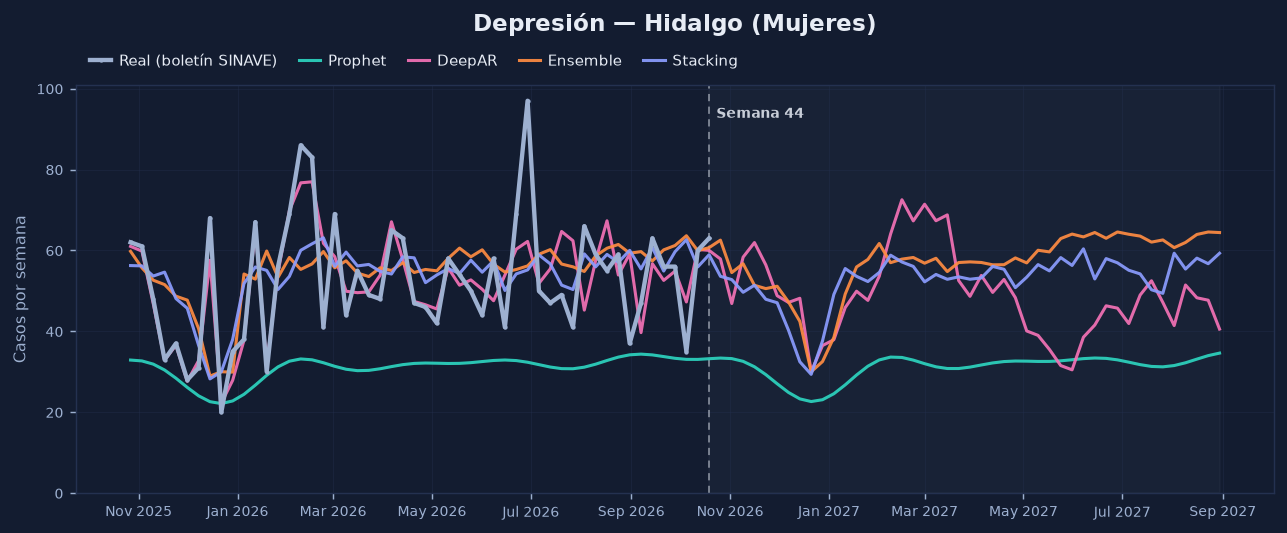 Depresión — Hidalgo (Mujeres)
Real (boletín SINAVE) Prophet DeepAR Ensemble Stacking
Casos por semana
100
80
60
40
20
0
Semana 44
Nov 2025 Jan 2026 Mar 2026 May 2026 Jul 2026 Sep 2026 Nov 2026 Jan 2027 Mar 2027 May 2027 Jul 2027 Sep 2027